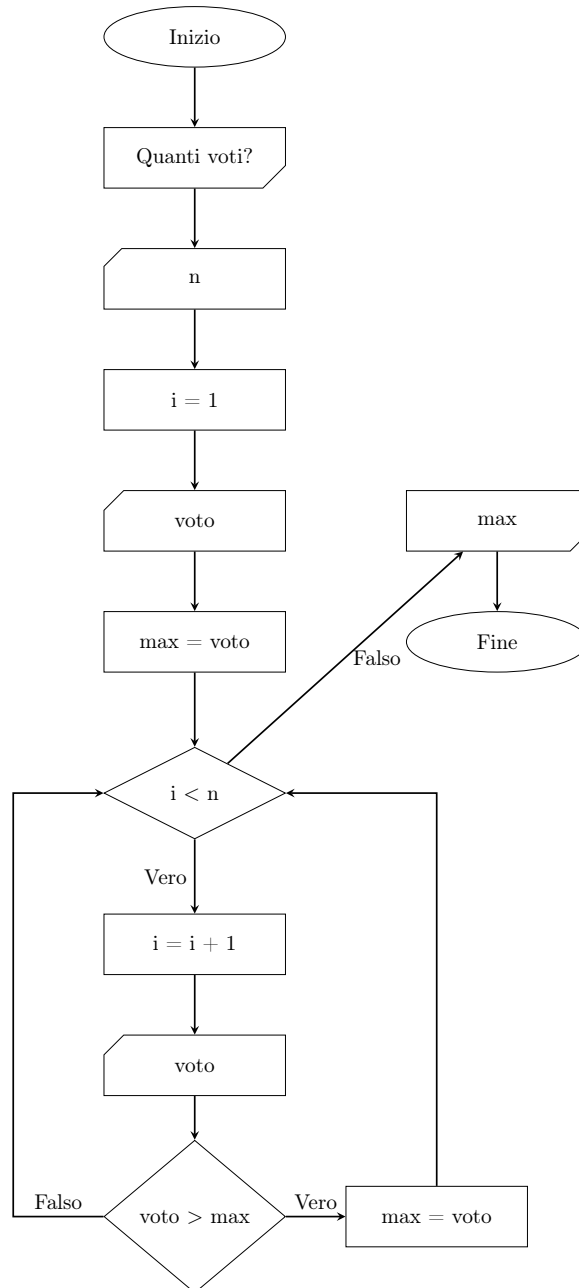 Inizio
Quanti voti?
n
i = 1
voto
max
max = voto
Fine
Falso
i < n
Vero
i = i + 1
voto
Falso
voto > max
Vero
max = voto